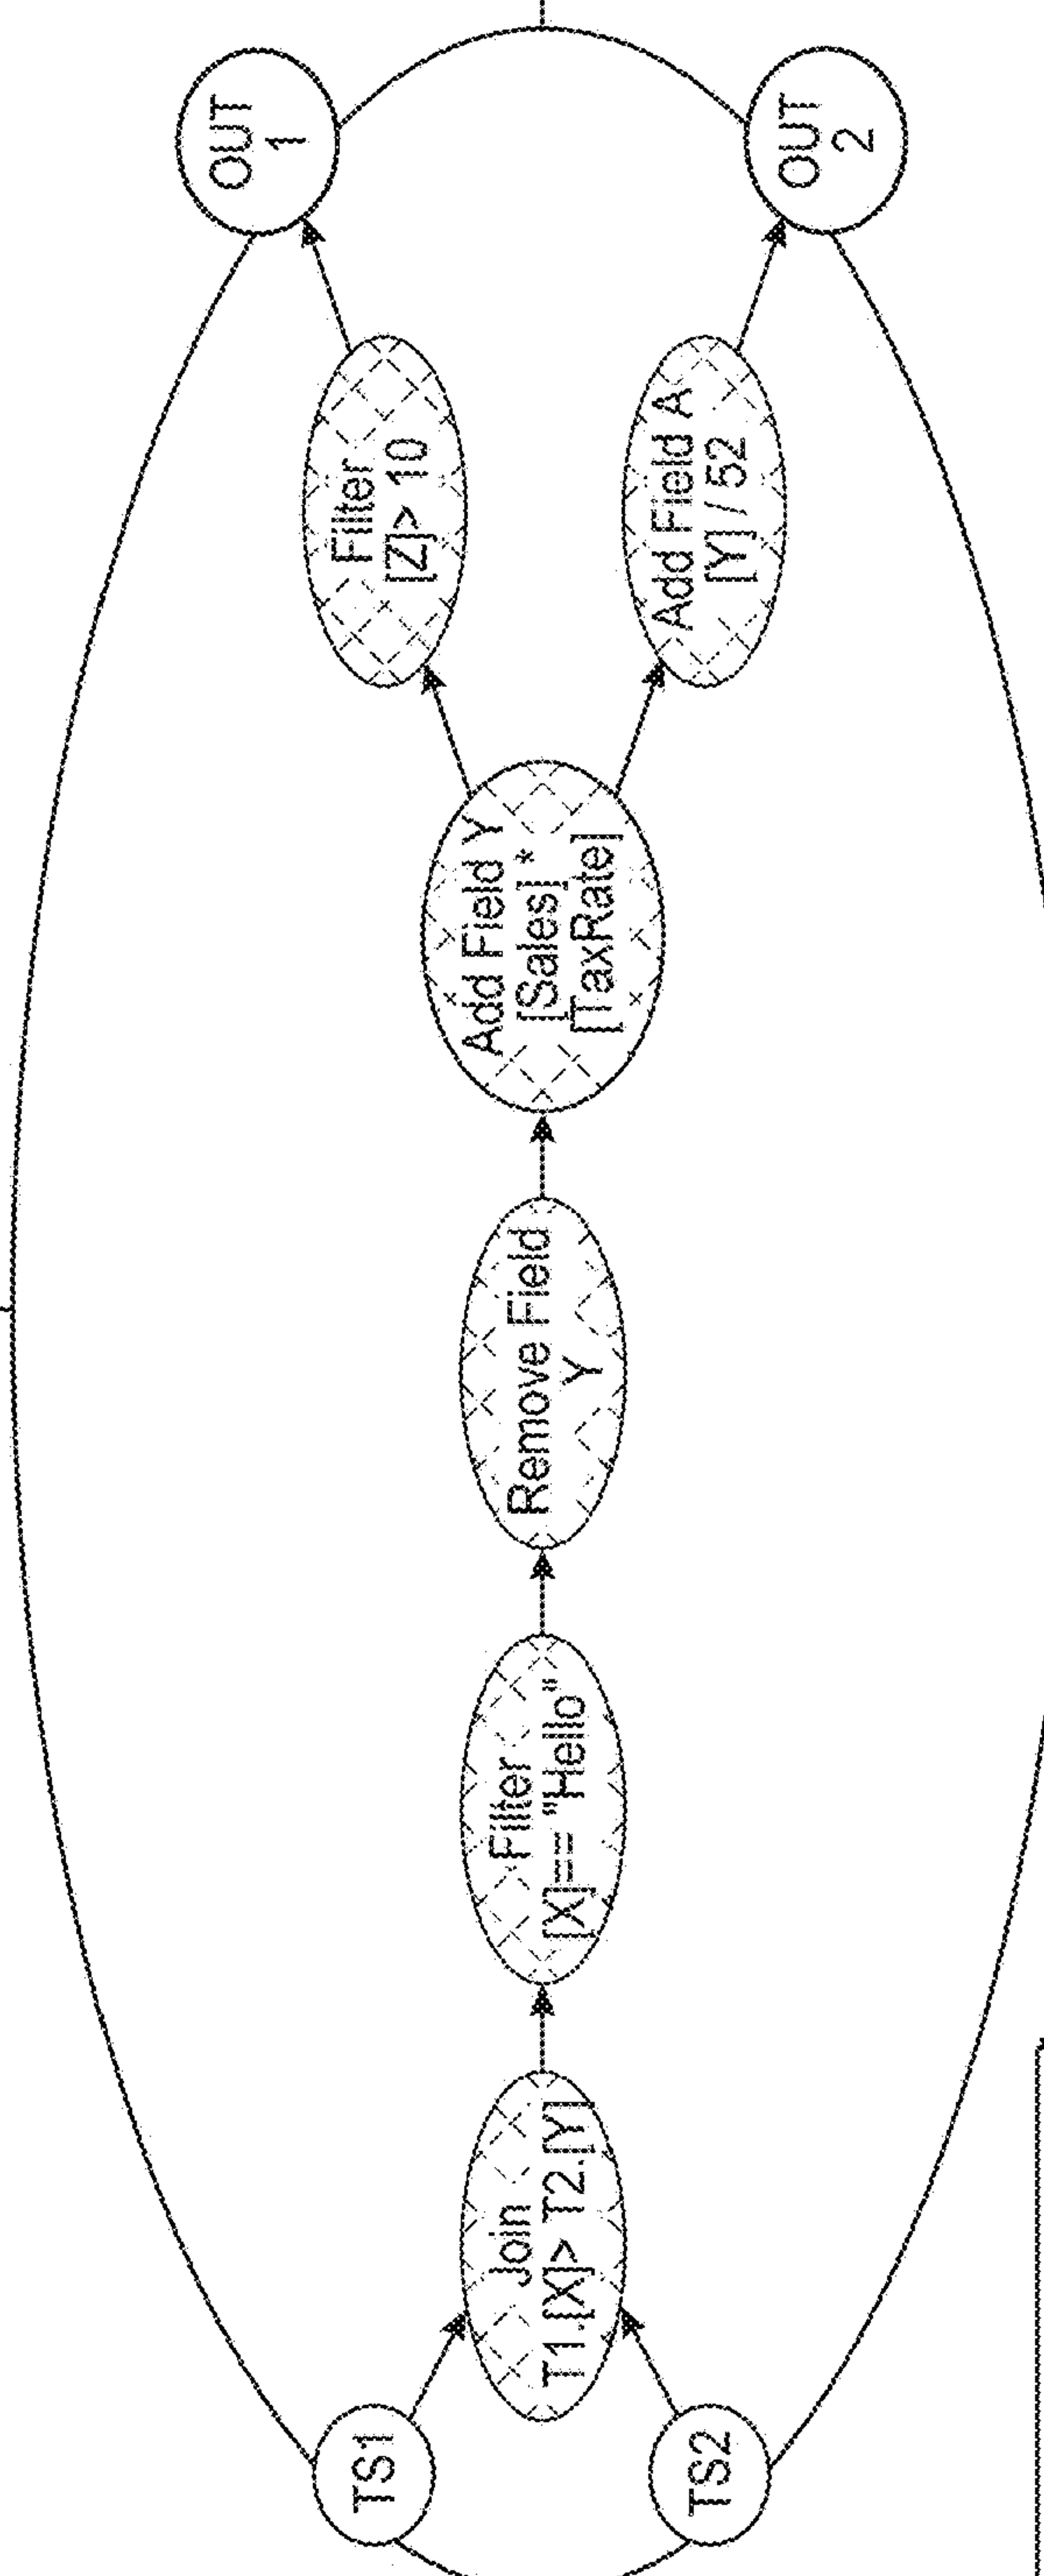 TS1
TS2
Join
T1.[X]> T2.[Y]
Filter
[X]== "Hello"
Remove Field
Y
Add Field Y
[Sales] *
[TaxRate]
Filter
[Z]> 10
Add Field A
[Y] / 52
OUT
1
OUT
2